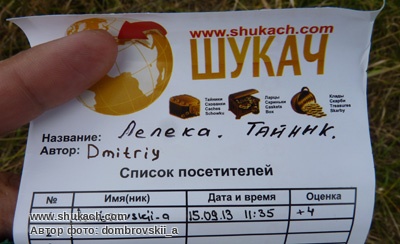 www.shukach.com
ШУКАЧ
Тайники
Схованки
Caches
Schowku
Ларцы
Скриньки
Caskets
Box
Клады
Скарби
Treasures
Skarby
Название: Лелека. Тайник.
Автор: Dmitriy
Список посетителей
№ Имя(ник) Дата и время Оценка
15.09.13 11:35 +4
www.shukach.com
Автор фото: dombrovskii_a